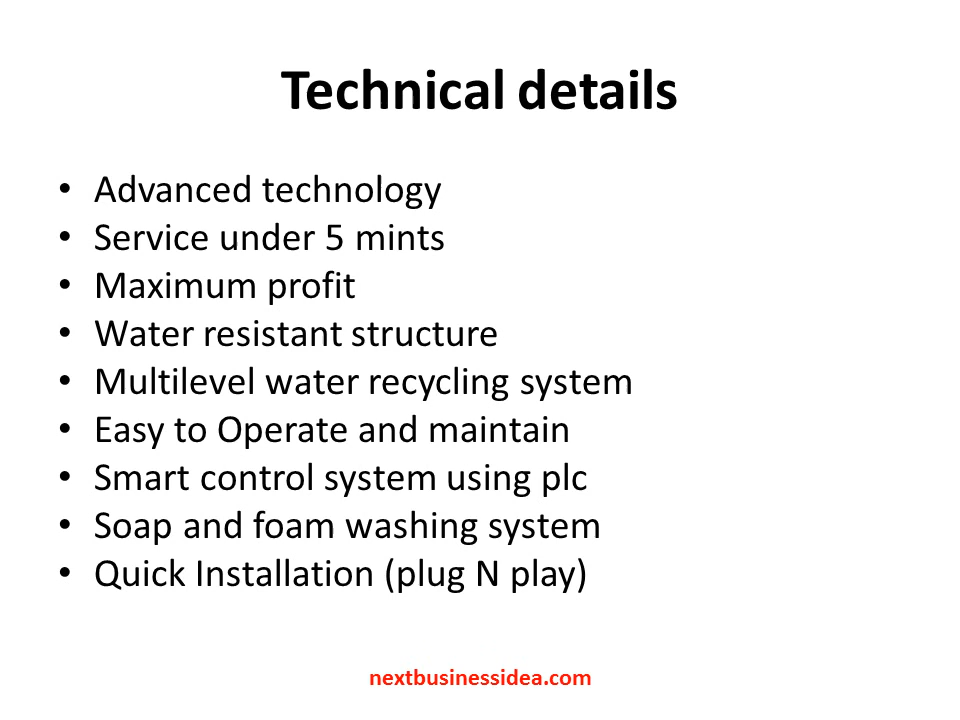 Technical details
• Advanced technology
• Service under 5 mints
• Maximum profit
• Water resistant structure
• Multilevel water recycling system
• Easy to Operate and maintain
• Smart control system using plc
• Soap and foam washing system
• Quick Installation (plug N play)
nextbusinessidea.com